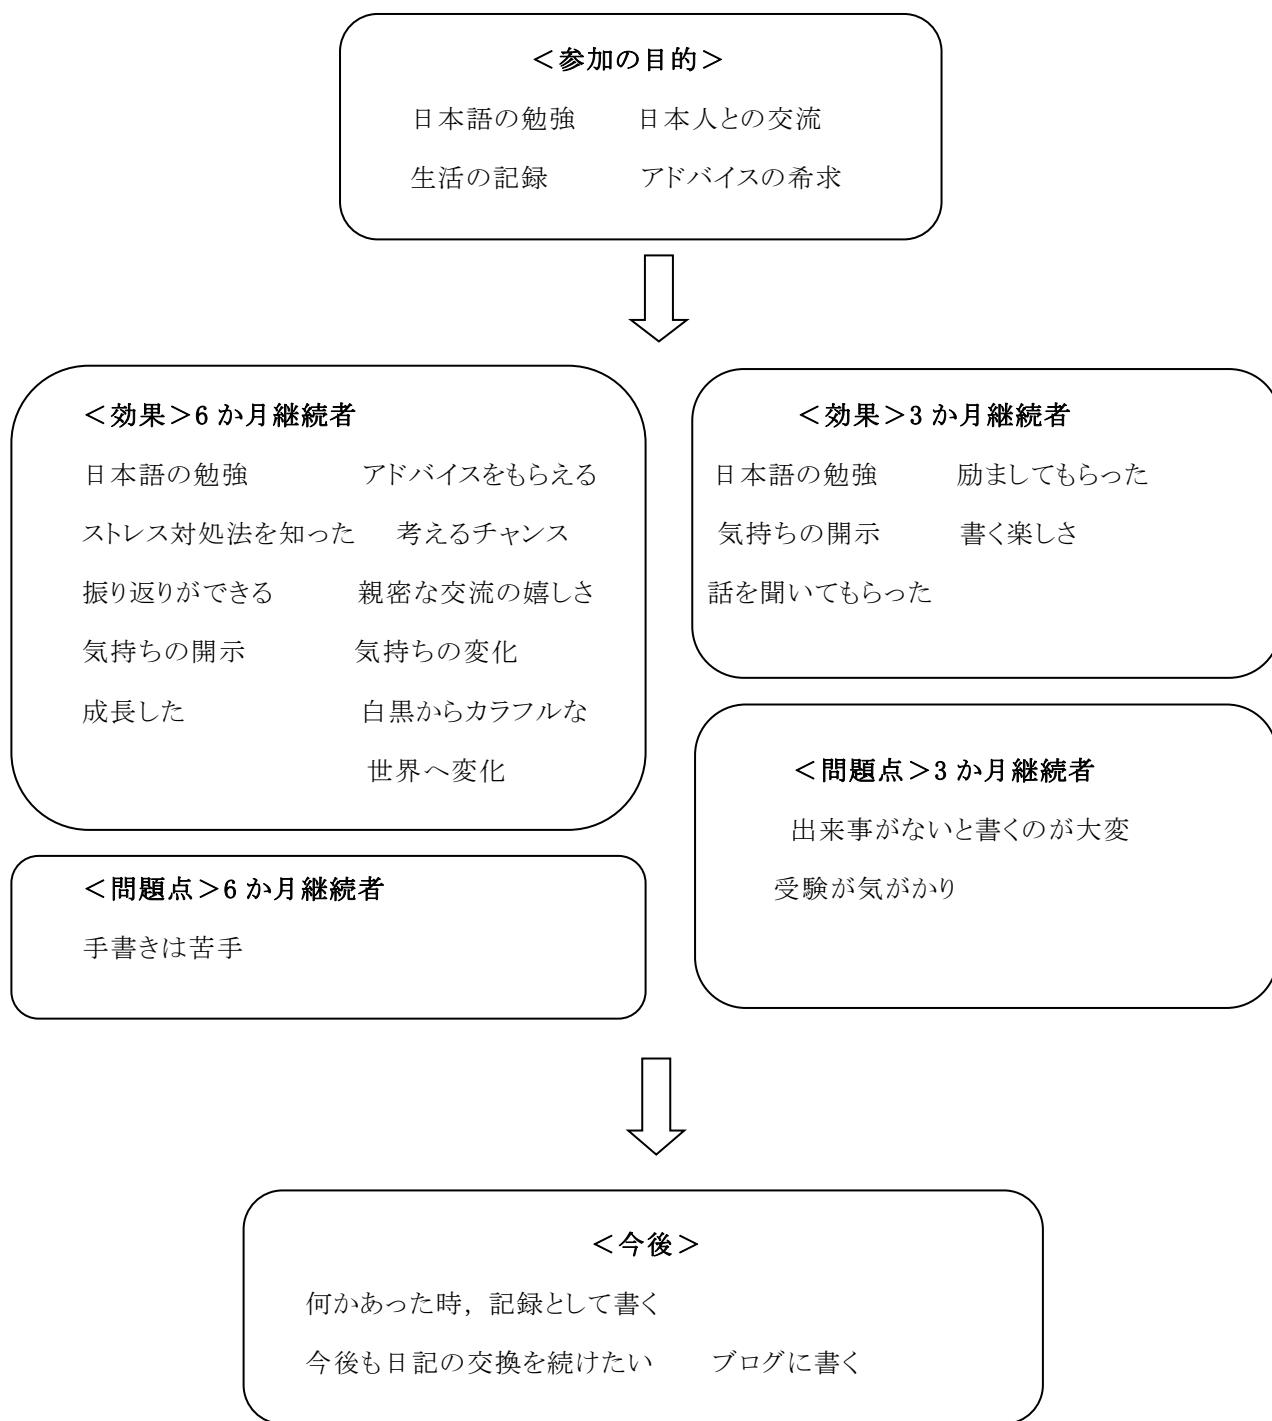 ＜参加の目的＞
日本語の勉強　　日本人との交流
生活の記録　　　アドバイスの希求
＜効果＞6 か月継続者
日本語の勉強　　　　アドバイスをもらえる
ストレス対処法を知った　考えるチャンス
振り返りができる　　　親密な交流の嬉しさ
気持ちの開示　　　　気持ちの変化
成長した　　　　　　　白黒からカラフルな
世界へ変化
＜問題点＞6 か月継続者
手書きは苦手
＜効果＞3 か月継続者
日本語の勉強　　　励ましてもらった
気持ちの開示　　　書く楽しさ
話を聞いてもらった
＜問題点＞3 か月継続者
出来事がないと書くのが大変
受験が気がかり
＜今後＞
何かあった時，記録として書く
今後も日記の交換を続けたい　　ブログに書く